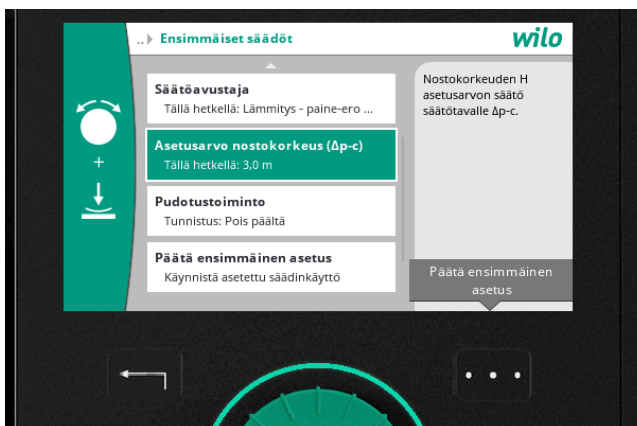 ..▶ Ensimmäiset säädöt
wilo
Säätöavustaja
Tällä hetkellä: Lämmitys - paine-ero ...
Asetusarvo nostokorkeus (Δp-c)
Tällä hetkellä: 3,0 m
Pudotustoiminto
Tunnistus: Pois päältä
Päätä ensimmäinen asetus
Käynnistä asetettu säädinkäyttö
Nostokorkeuden H
asetusarvon säätö
säätötavalle Δp-c.
Päätä ensimmäinen
asetus
+